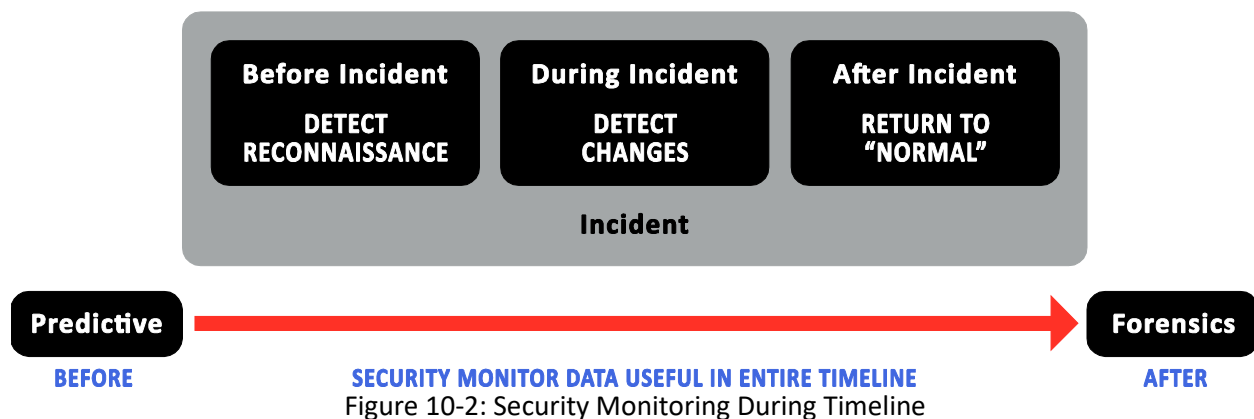 Before Incident
DETECT
RECONNAISSANCE
During Incident
DETECT
CHANGES
After Incident
RETURN TO
“NORMAL”
Incident
Predictive
Forensics
BEFORE
SECURITY MONITOR DATA USEFUL IN ENTIRE TIMELINE
AFTER
Figure 10-2: Security Monitoring During Timeline